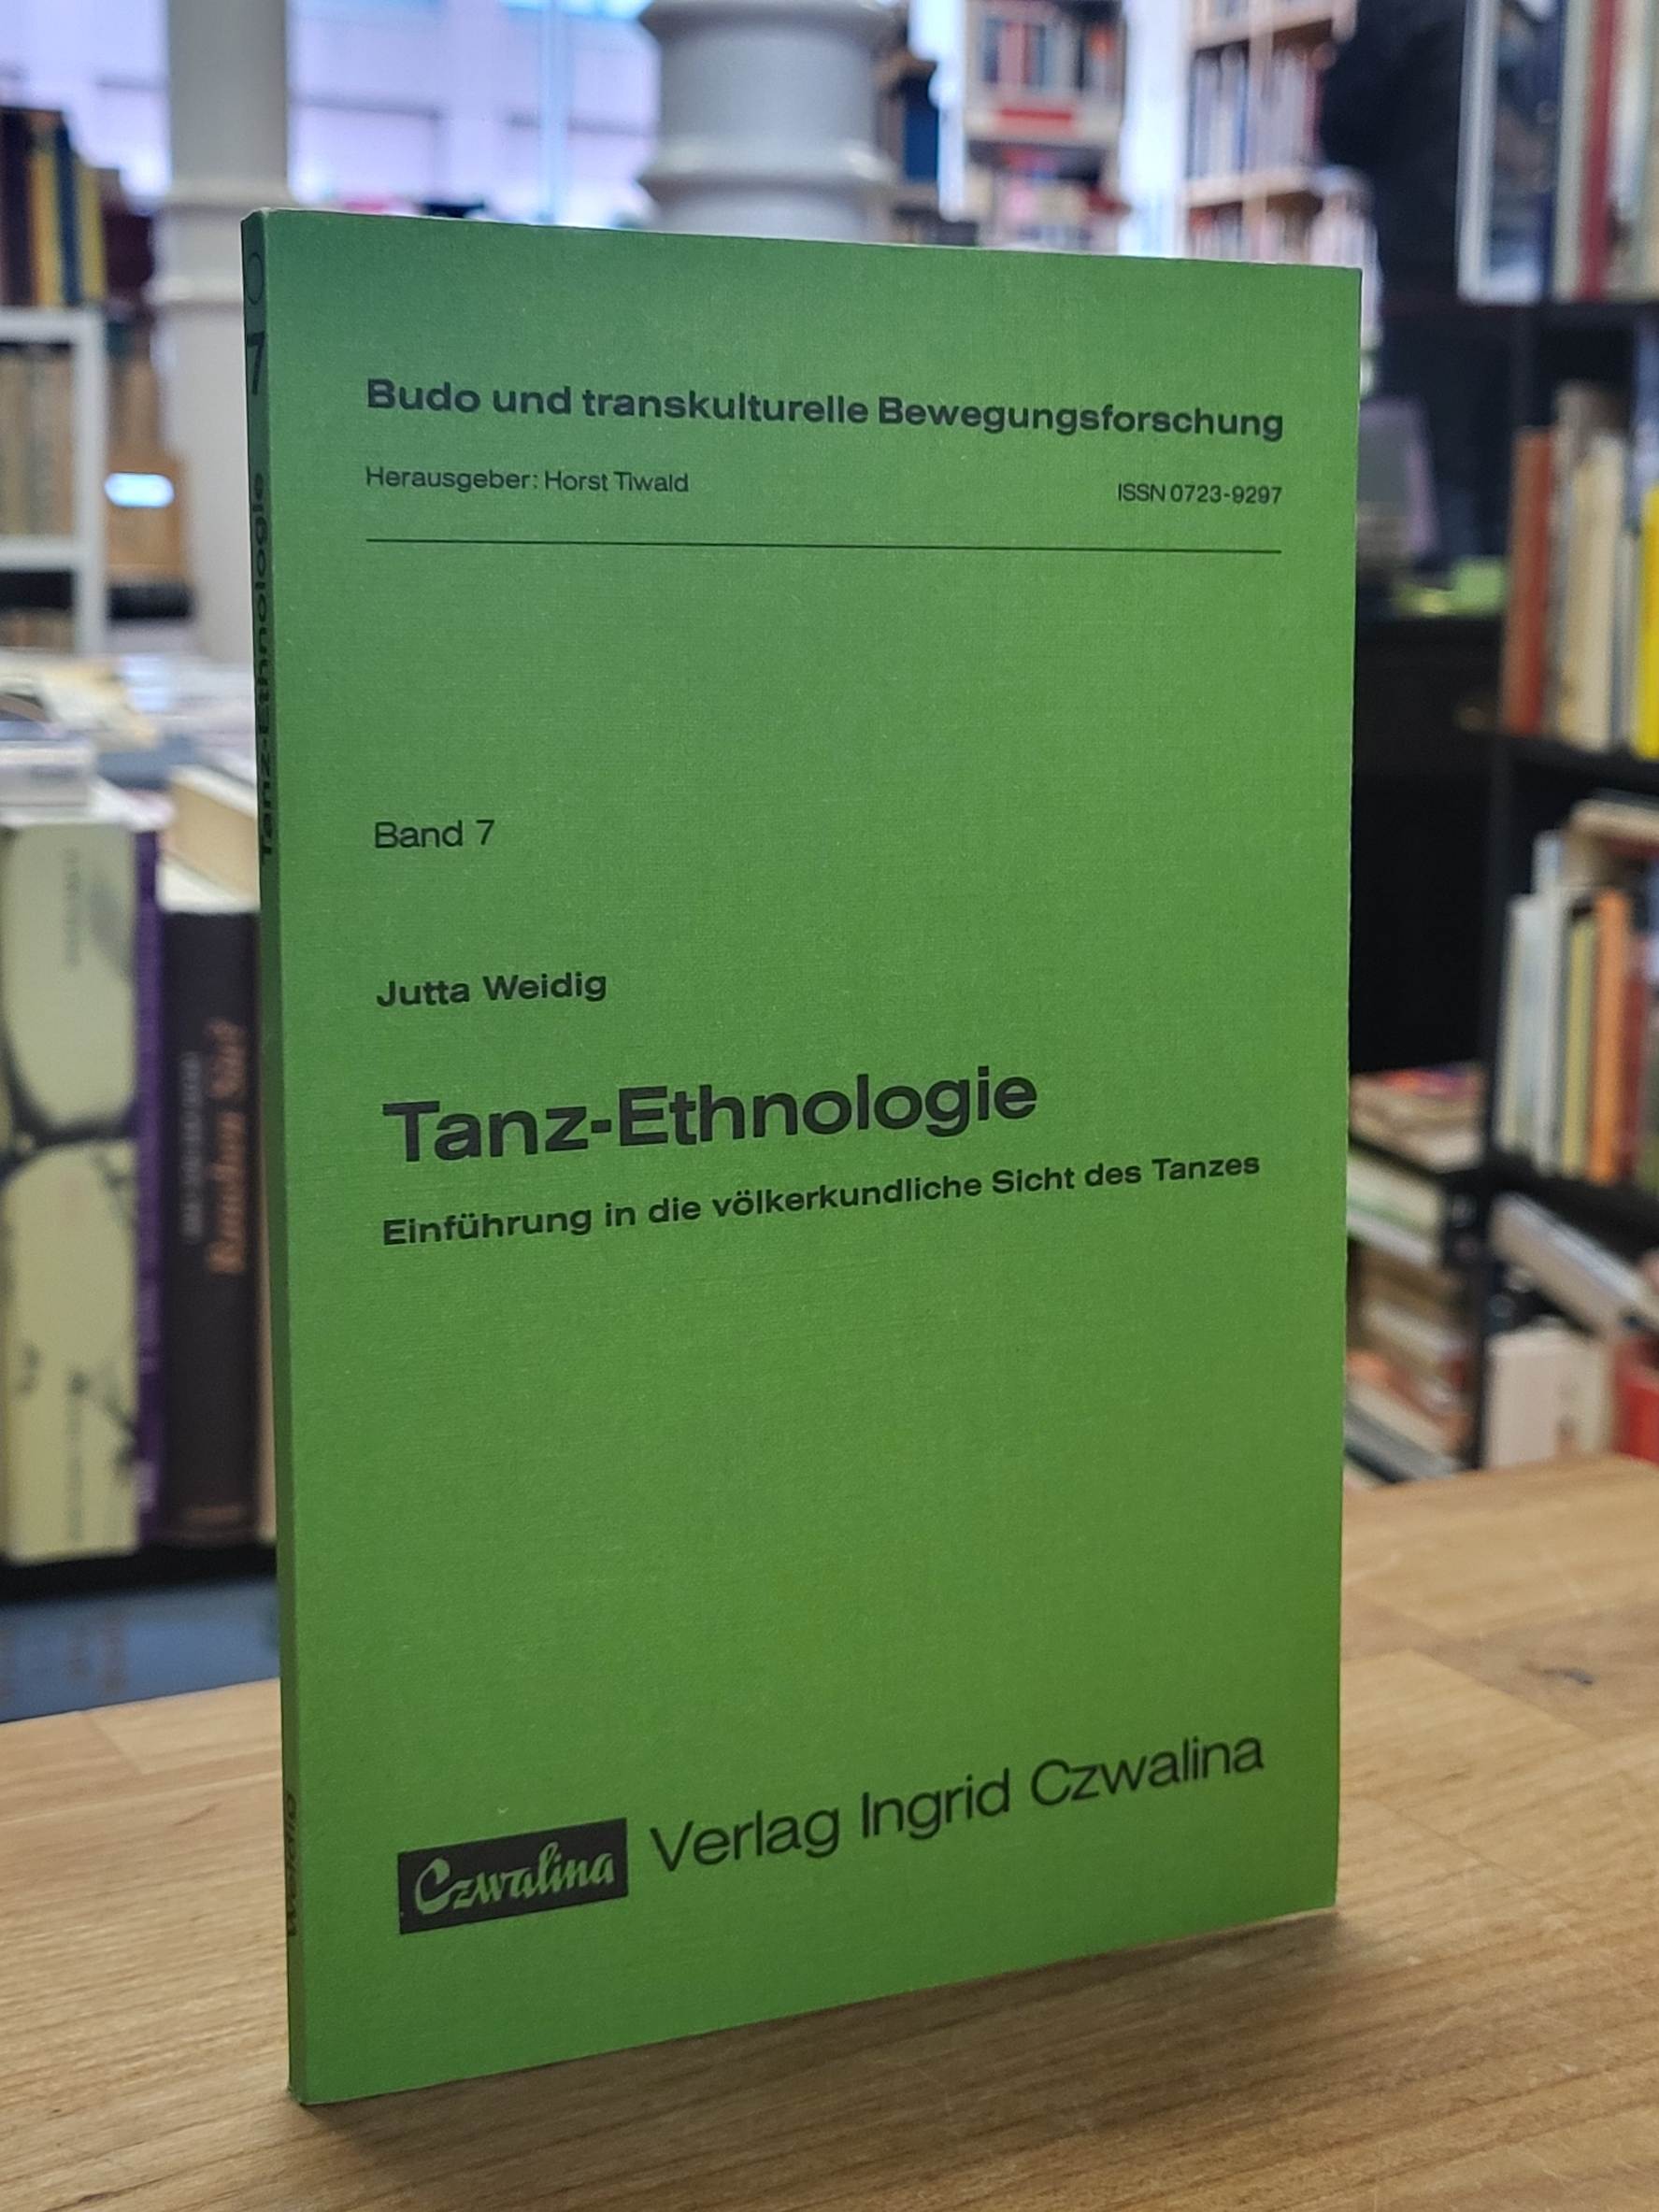 Budo und transkulturelle Bewegungsforschung
Herausgeber: Horst Tiwald
ISSN 0723-9297
Band 7
Jutta Weidig
Tanz-Ethnologie
Einführung in die völkerkundliche Sicht des Tanzes
Czwalina Verlag Ingrid Czwalina
7 Tanz-Ethnologie